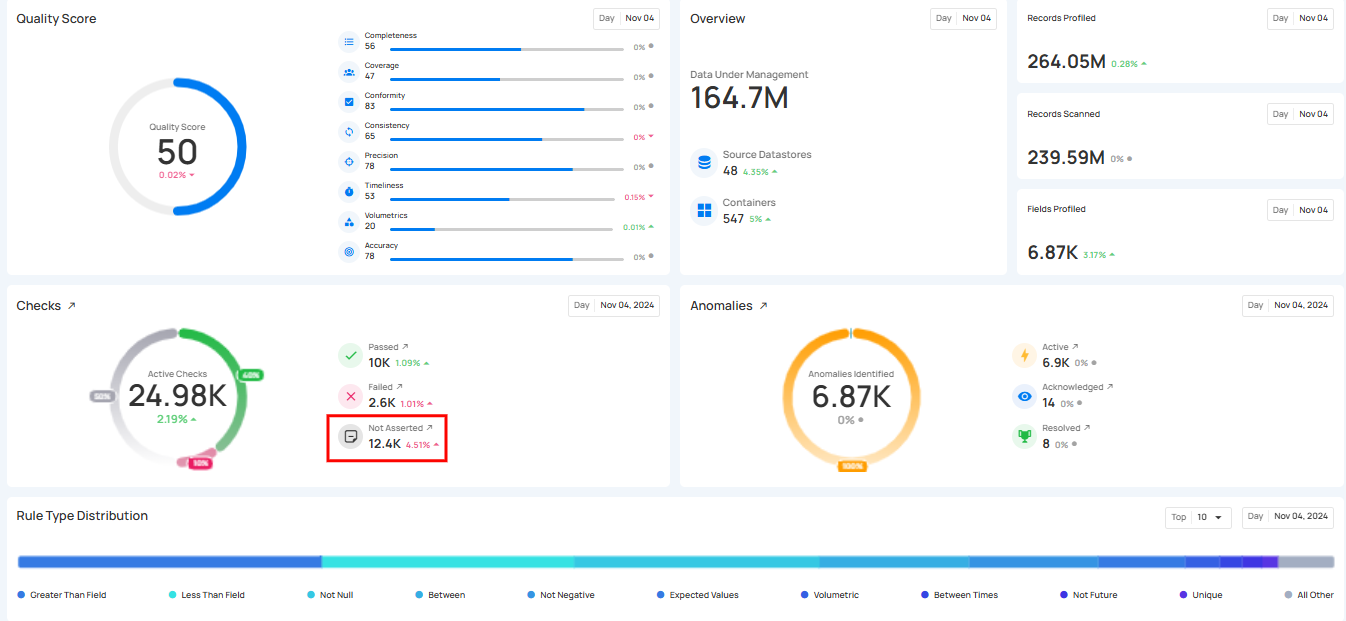 Quality Score
Day Nov 04
Quality Score
50
0.02%
Completeness
56
0%
Coverage
47
0%
Conformity
83
0%
Consistency
65
0%
Precision
78
0%
Timeliness
53
0.15%
Volumetrics
20
0.01%
Accuracy
78
0%
Overview
Day Nov 04
Data Under Management
164.7M
Source Datastores
48 4.35%
Containers
547 5%
Records Profiled
Day Nov 04
264.05M 0.28%
Records Scanned
Day Nov 04
239.59M 0%
Fields Profiled
Day Nov 04
6.87K 3.17%
Checks
Day Nov 04, 2024
Active Checks
24.98K
2.19%
40%
50%
10%
Passed
10K 1.09%
Failed
2.6K 1.01%
Not Asserted
12.4K 4.51%
Anomalies
Day Nov 04, 2024
Anomalies Identified
6.87K
0%
100%
Active
6.9K 0%
Acknowledged
14 0%
Resolved
8 0%
Rule Type Distribution
Top 10
Day Nov 04, 2024
Greater Than Field Less Than Field Not Null Between Not Negative Expected Values Volumetric Between Times Not Future Unique All Other